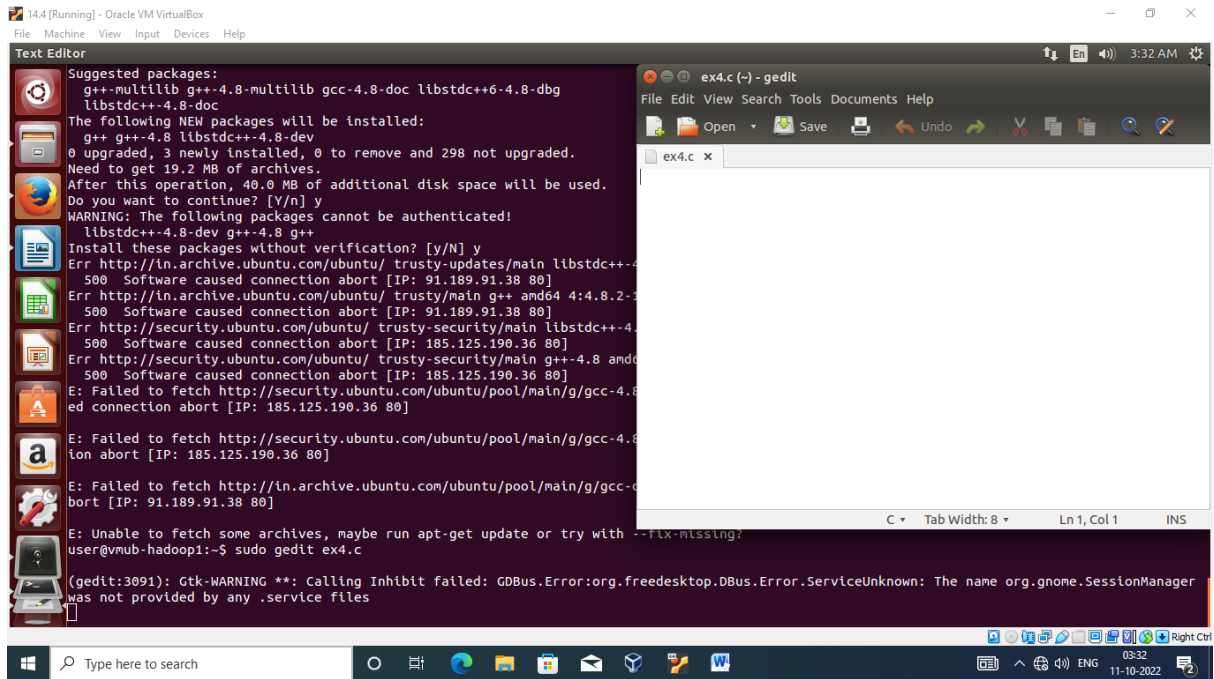 14.4 [Running] - Oracle VM VirtualBox
File Machine View Input Devices Help
Text Editor
En 3:32 AM
Suggested packages:
g++-multilib g++-4.8-multilib gcc-4.8-doc libstdc++6-4.8-dbg
libstdc++-4.8-doc
The following NEW packages will be installed:
g++ g++-4.8 libstdc++-4.8-dev
0 upgraded, 3 newly installed, 0 to remove and 298 not upgraded.
Need to get 19.2 MB of archives.
After this operation, 40.0 MB of additional disk space will be used.
Do you want to continue? [Y/n] y
WARNING: The following packages cannot be authenticated!
libstdc++-4.8-dev g++-4.8 g++
Install these packages without verification? [y/N] y
Err http://in.archive.ubuntu.com/ubuntu/ trusty-updates/main libstdc++-4
500 Software caused connection abort [IP: 91.189.91.38 80]
Err http://in.archive.ubuntu.com/ubuntu/ trusty/main g++ amd64 4:4.8.2-1
500 Software caused connection abort [IP: 91.189.91.38 80]
Err http://security.ubuntu.com/ubuntu/ trusty-security/main libstdc++-4.
500 Software caused connection abort [IP: 185.125.190.36 80]
Err http://security.ubuntu.com/ubuntu/ trusty-security/main g++-4.8 amd6
500 Software caused connection abort [IP: 185.125.190.36 80]
E: Failed to fetch http://security.ubuntu.com/ubuntu/pool/main/g/gcc-4.8
ed connection abort [IP: 185.125.190.36 80]
E: Failed to fetch http://security.ubuntu.com/ubuntu/pool/main/g/gcc-4.8
ion abort [IP: 185.125.190.36 80]
E: Failed to fetch http://in.archive.ubuntu.com/ubuntu/pool/main/g/gcc-d
bort [IP: 91.189.91.38 80]
E: Unable to fetch some archives, maybe run apt-get update or try with --fix-missing?
user@vmub-hadoop1:~$ sudo gedit ex4.c
(gedit:3091): Gtk-WARNING **: Calling Inhibit failed: GDBus.Error:org.freedesktop.DBus.Error.ServiceUnknown: The name org.gnome.SessionManager
was not provided by any .service files
ex4.c (~) - gedit
File Edit View Search Tools Documents Help
Open Save Undo
ex4.c x
C Tab Width: 8 Ln 1, Col 1 INS
Right Ctrl
Type here to search
ENG 03:32
11-10-2022
2